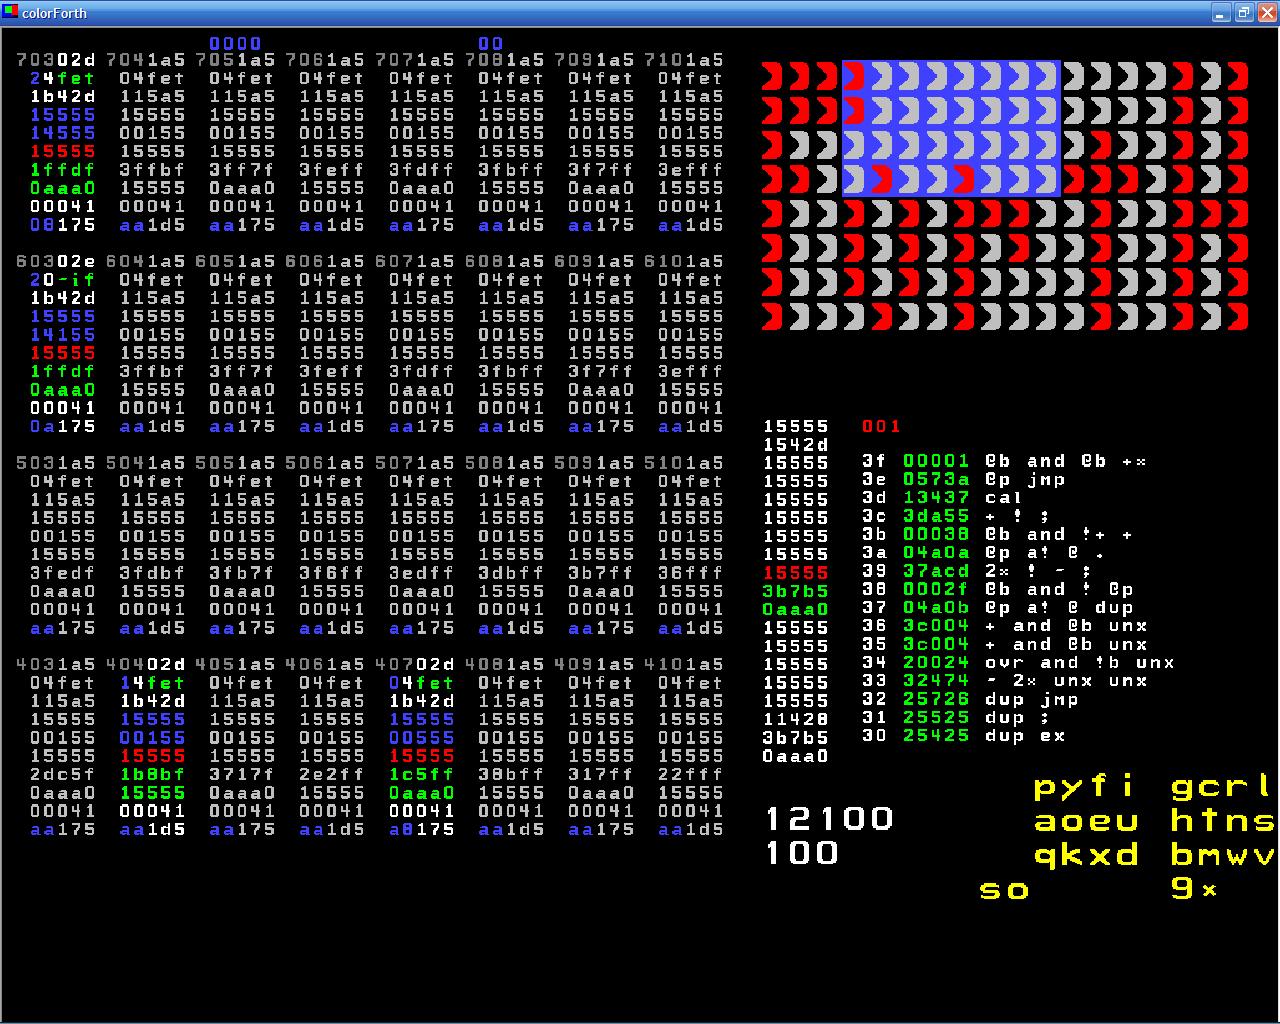 colorForth
0000 00
70302d 7041a5 7051a5 7061a5 7071a5 7081a5 7091a5 7101a5
24fet 04fet 04fet 04fet 04fet 04fet 04fet 04fet
1b42d 115a5 115a5 115a5 115a5 115a5 115a5 115a5
15555 15555 15555 15555 15555 15555 15555 15555
14555 00155 00155 00155 00155 00155 00155 00155
15555 15555 15555 15555 15555 15555 15555 15555
1ffdf 3ffbf 3ff7f 3feff 3fdff 3fbff 3f7ff 3efff
0aaa0 15555 0aaa0 15555 0aaa0 15555 0aaa0 15555
00041 00041 00041 00041 00041 00041 00041 00041
08175 aa1d5 aa175 aa1d5 aa175 aa1d5 aa175 aa1d5
60302e 6041a5 6051a5 6061a5 6071a5 6081a5 6091a5 6101a5
20-if 04fet 04fet 04fet 04fet 04fet 04fet 04fet
1b42d 115a5 115a5 115a5 115a5 115a5 115a5 115a5
15555 15555 15555 15555 15555 15555 15555 15555
14155 00155 00155 00155 00155 00155 00155 00155
15555 15555 15555 15555 15555 15555 15555 15555
1ffdf 3ffbf 3ff7f 3feff 3fdff 3fbff 3f7ff 3efff
0aaa0 15555 0aaa0 15555 0aaa0 15555 0aaa0 15555
00041 00041 00041 00041 00041 00041 00041 00041
0a175 aa1d5 aa175 aa1d5 aa175 aa1d5 aa175 aa1d5
5031a5 5041a5 5051a5 5061a5 5071a5 5081a5 5091a5 5101a5
04fet 04fet 04fet 04fet 04fet 04fet 04fet 04fet
115a5 115a5 115a5 115a5 115a5 115a5 115a5 115a5
15555 15555 15555 15555 15555 15555 15555 15555
00155 00155 00155 00155 00155 00155 00155 00155
15555 15555 15555 15555 15555 15555 15555 15555
3fedf 3fdbf 3fb7f 3f6ff 3edff 3dbff 3b7ff 36fff
0aaa0 15555 0aaa0 15555 0aaa0 15555 0aaa0 15555
00041 00041 00041 00041 00041 00041 00041 00041
aa175 aa1d5 aa175 aa1d5 aa175 aa1d5 aa175 aa1d5
4031a5 40402d 4051a5 4061a5 40702d 4081a5 4091a5 4101a5
04fet 14fet 04fet 04fet 04fet 04fet 04fet 04fet
115a5 1b42d 115a5 115a5 1b42d 115a5 115a5 115a5
15555 15555 15555 15555 15555 15555 15555 15555
00155 00155 00155 00155 00555 00155 00155 00155
15555 15555 15555 15555 15555 15555 15555 15555
2dc5f 1b8bf 3717f 2e2ff 1c5ff 38bff 317ff 22fff
0aaa0 15555 0aaa0 15555 0aaa0 15555 0aaa0 15555
00041 00041 00041 00041 00041 00041 00041 00041
aa175 aa1d5 aa175 aa1d5 a8175 aa1d5 aa175 aa1d5
15555 001
1542d
15555 3f 00001 @b and @b +*
15555 3e 0573a @p jmp
15555 3d 13437 cal
15555 3c 3da55 + ! ;
15555 3b 00038 @b and !+ +
15555 3a 04a0a @p a! @ .
15555 39 37acd 2* ! - ;
3b7b5 38 0002f @b and ! @p
0aaa0 37 04a0b @p a! @ dup
15555 36 3c004 + and @b unx
15555 35 3c004 + and @b unx
15555 34 20024 ovr and !b unx
15555 33 32474 - 2* unx unx
15555 32 25726 dup jmp
11428 31 25525 dup ;
3b7b5 30 25425 dup ex
0aaa0
12100
100
pyfi gcrl
aoeu htns
qkxd bmwv
so 9*